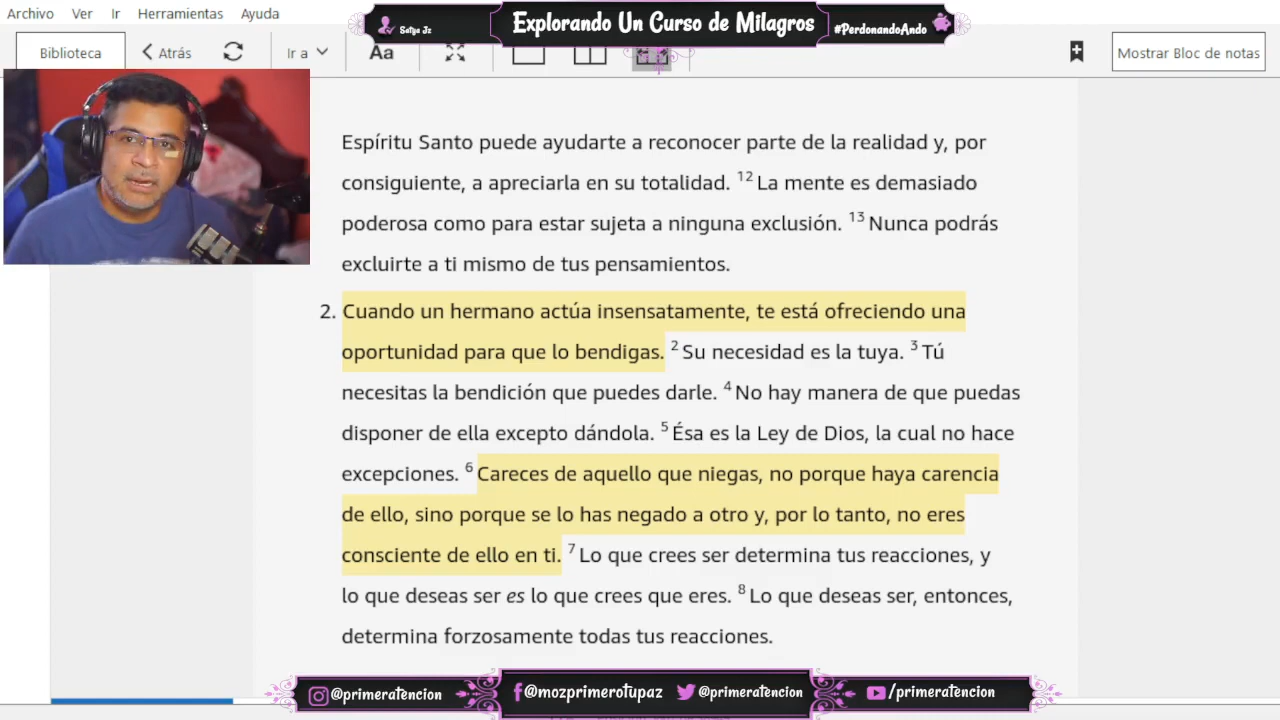 Archivo Ver Ir Herramientas Ayuda
Satya Jz
Explorando Un Curso de Milagros
#PerdonandoAndo
Biblioteca
Atrás
Ir a
Aa
Mostrar Bloc de notas
Espíritu Santo puede ayudarte a reconocer parte de la realidad y, por
consiguiente, a apreciarla en su totalidad. 12 La mente es demasiado
poderosa como para estar sujeta a ninguna exclusión. 13 Nunca podrás
excluirte a ti mismo de tus pensamientos.
2. Cuando un hermano actúa insensatamente, te está ofreciendo una
oportunidad para que lo bendigas. 2 Su necesidad es la tuya. 3 Tú
necesitas la bendición que puedes darle. 4 No hay manera de que puedas
disponer de ella excepto dándola. 5 Ésa es la Ley de Dios, la cual no hace
excepciones. 6 Careces de aquello que niegas, no porque haya carencia
de ello, sino porque se lo has negado a otro y, por lo tanto, no eres
consciente de ello en ti. 7 Lo que crees ser determina tus reacciones, y
lo que deseas ser es lo que crees que eres. 8 Lo que deseas ser, entonces,
determina forzosamente todas tus reacciones.
@primeratencion
@mozprimerotupaz
@primeratencion
/primeratencion